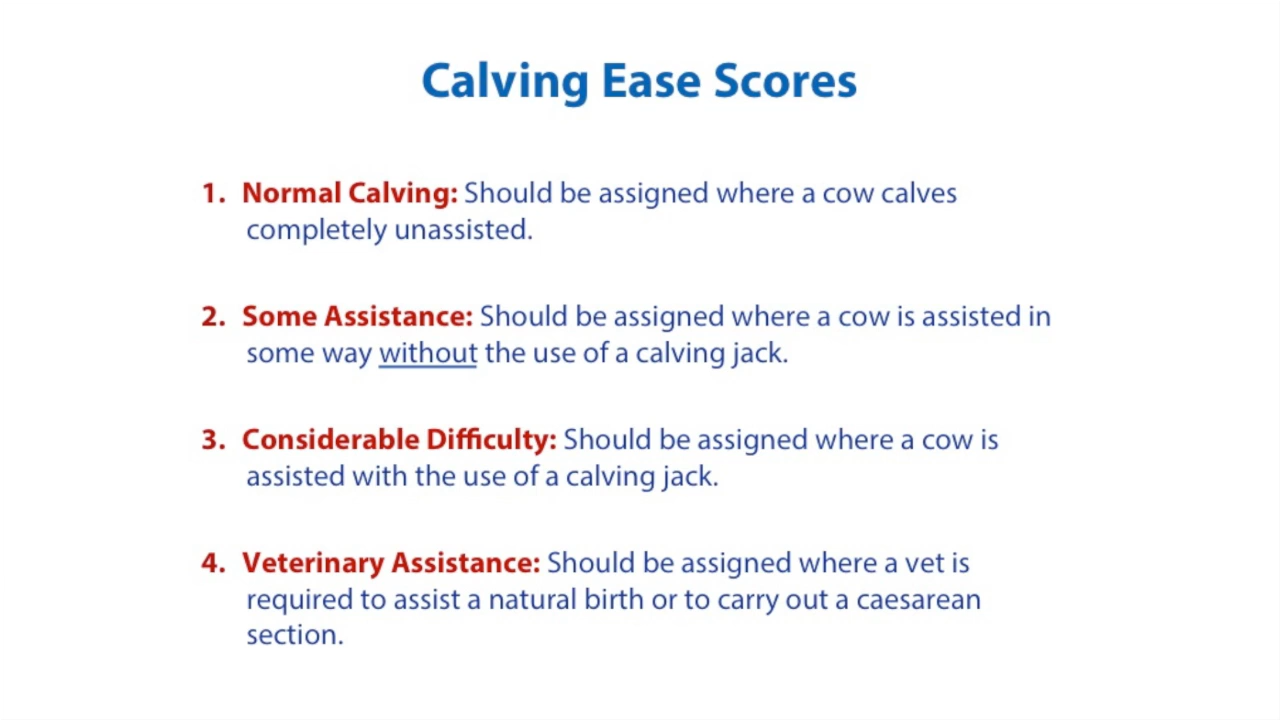 Calving Ease Scores
1. Normal Calving: Should be assigned where a cow calves
completely unassisted.
2. Some Assistance: Should be assigned where a cow is assisted in
some way without the use of a calving jack.
3. Considerable Difficulty: Should be assigned where a cow is
assisted with the use of a calving jack.
4. Veterinary Assistance: Should be assigned where a vet is
required to assist a natural birth or to carry out a caesarean
section.